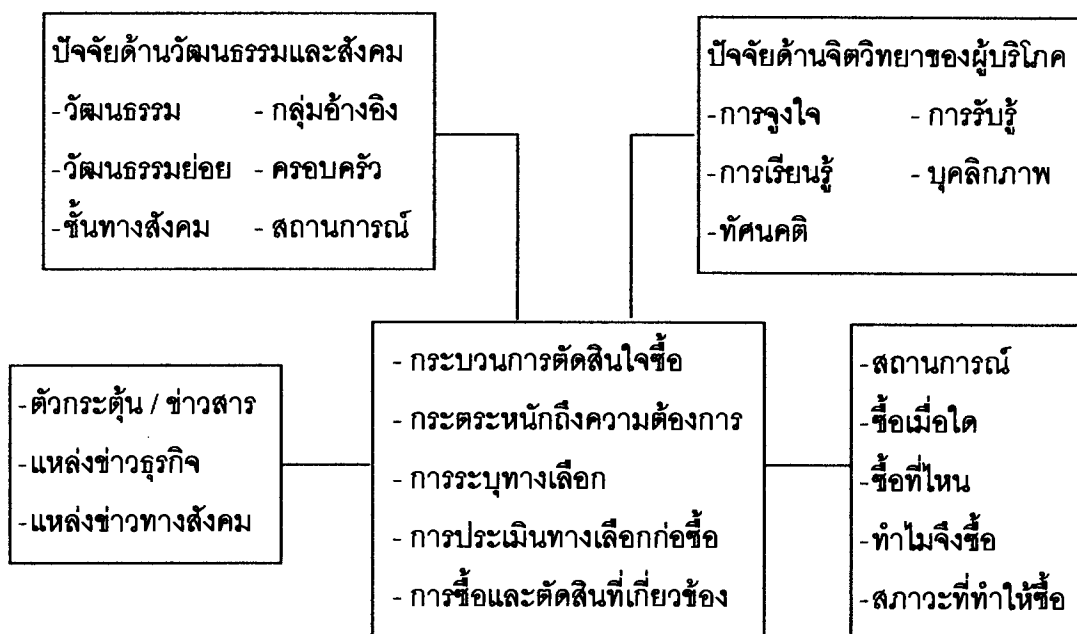 ปัจจัยด้านวัฒนธรรมและสังคม
-วัฒนธรรม - กลุ่มอ้างอิง
-วัฒนธรรมย่อย - ครอบครัว
-ชั้นทางสังคม - สถานการณ์
ปัจจัยด้านจิตวิทยาของผู้บริโภค
-การจูงใจ - การรับรู้
-การเรียนรู้ - บุคลิกภาพ
-ทัศนคติ
-ตัวกระตุ้น / ข่าวสาร
-แหล่งข่าวธุรกิจ
-แหล่งข่าวทางสังคม
- กระบวนการตัดสินใจซื้อ
- กระตระหนักถึงความต้องการ
- การระบุทางเลือก
- การประเมินทางเลือกก่อซื้อ
- การซื้อและตัดสินที่เกี่ยวข้อง
-สถานการณ์
-ซื้อเมื่อใด
-ซื้อที่ไหน
-ทำไมจึงซื้อ
-สภาวะที่ทำให้ซื้อ